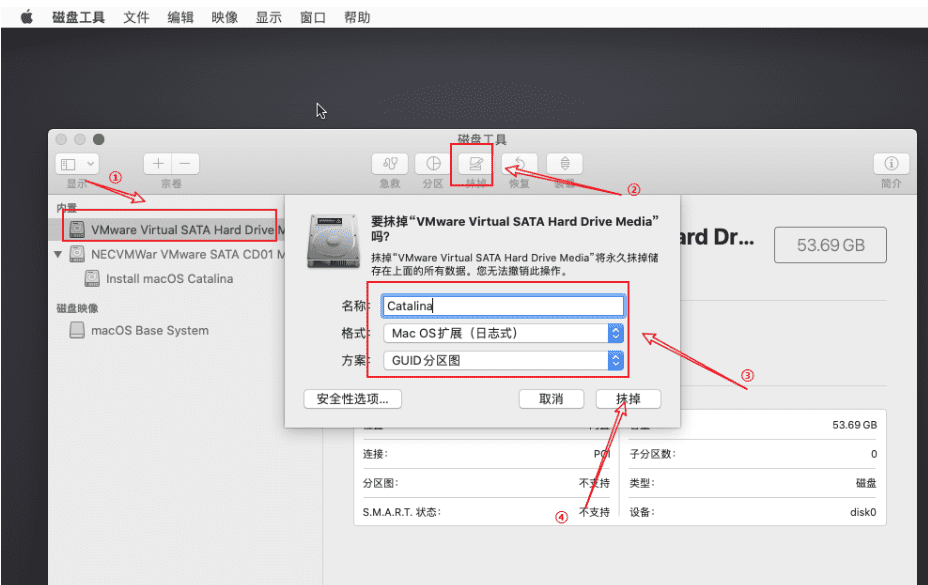 磁盘工具 文件 编辑 映像 显示 窗口 帮助
磁盘工具
显示 宗卷 急救 分区 抹掉 恢复 简介
① ②
内置
VMware Virtual SATA Hard Drive M
NECVMWar VMware SATA CD01 M
Install macOS Catalina
磁盘映像
macOS Base System
ard Dr...
53.69 GB
要抹掉“VMware Virtual SATA Hard Drive Media”
吗?
抹掉“VMware Virtual SATA Hard Drive Media”将永久抹掉储
存在上面的所有数据。您无法撤销此操作。
名称: Catalina
格式: Mac OS 扩展（日志式）
方案: GUID 分区图
③
安全性选项... 取消 抹掉
53.69 GB
连接: PCI
子分区数: 0
分区图: 不支持
类型: 磁盘
S.M.A.R.T. 状态: 不支持
设备: disk0
④